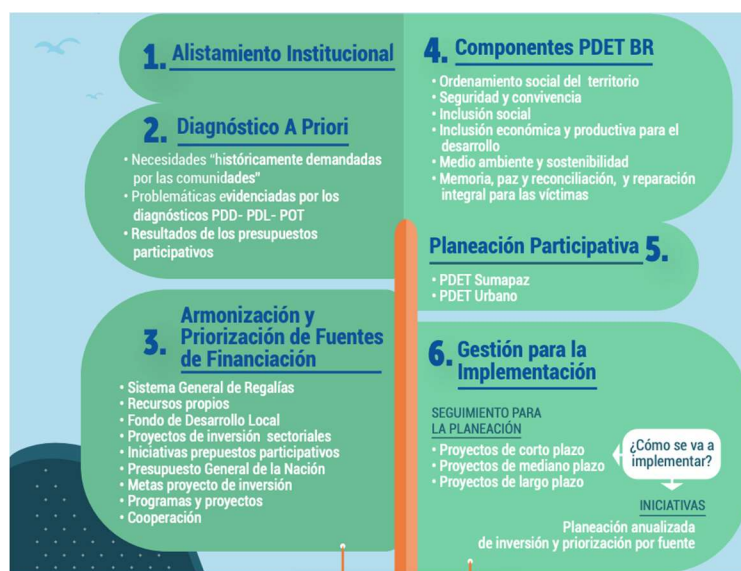 1. Alistamiento Institucional
2. Diagnóstico A Priori
• Necesidades "históricamente demandadas
por las comunidades"
• Problemáticas evidenciadas por los
diagnósticos PDD- PDL- POT
• Resultados de los presupuestos
participativos
3. Armonización y
Priorización de Fuentes
de Financiación
• Sistema General de Regalías
• Recursos propios
• Fondo de Desarrollo Local
• Proyectos de inversión sectoriales
• Iniciativas prepuestos participativos
• Presupuesto General de la Nación
• Metas proyecto de inversión
• Programas y proyectos
• Cooperación
4. Componentes PDET BR
• Ordenamiento social del territorio
• Seguridad y convivencia
• Inclusión social
• Inclusión económica y productiva para el
desarrollo
• Medio ambiente y sostenibilidad
• Memoria, paz y reconciliación, y reparación
integral para las víctimas
Planeación Participativa 5.
• PDET Sumapaz
• PDET Urbano
6. Gestión para la
Implementación
SEGUIMIENTO PARA
LA PLANEACIÓN
• Proyectos de corto plazo
• Proyectos de mediano plazo
• Proyectos de largo plazo
¿Cómo se va a
implementar?
INICIATIVAS
Planeación anualizada
de inversión y priorización por fuente